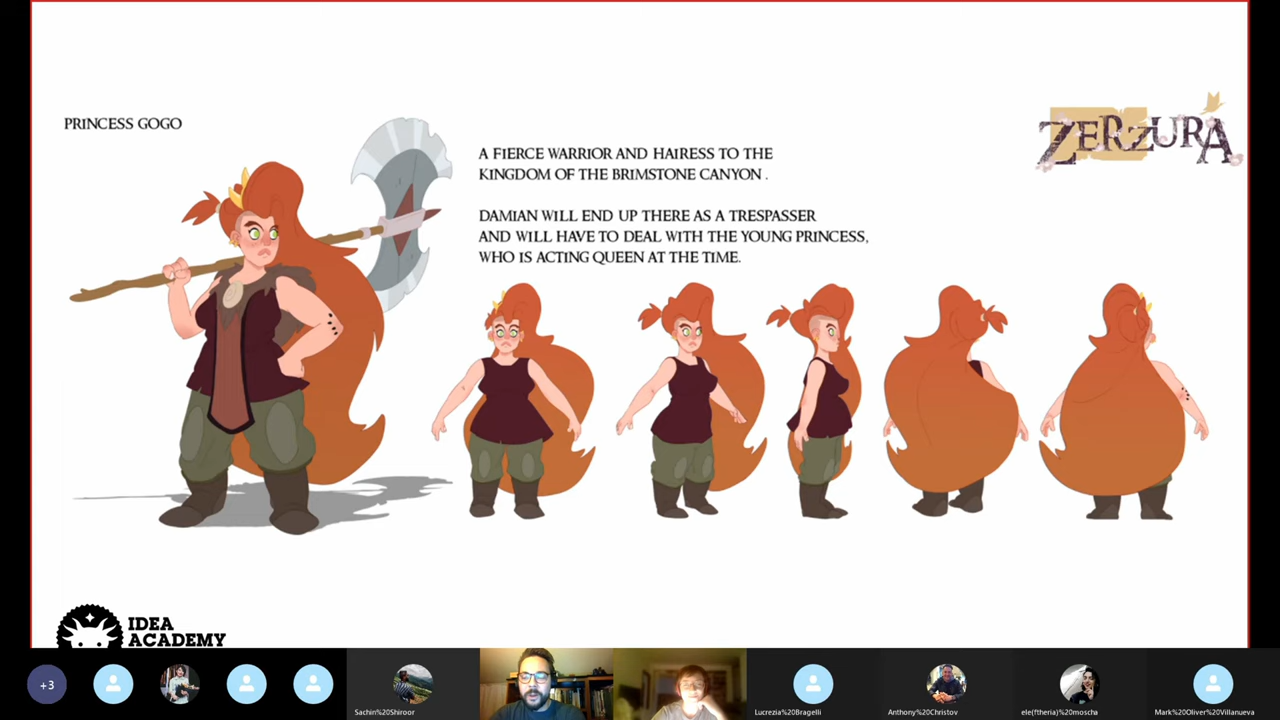 PRINCESS GOGO
ZERZURA
A FIERCE WARRIOR AND HAIRESS TO THE
KINGDOM OF THE BRIMSTONE CANYON .
DAMIAN WILL END UP THERE AS A TRESPASSER
AND WILL HAVE TO DEAL WITH THE YOUNG PRINCESS,
WHO IS ACTING QUEEN AT THE TIME.
IDEA
ACADEMY
+3
Sachin%20Shiroor
Lucrezia%20Bragelli
Anthony%20Christov
ele(ftheria)%20moscha
Mark%20Oliver%20Villanueva